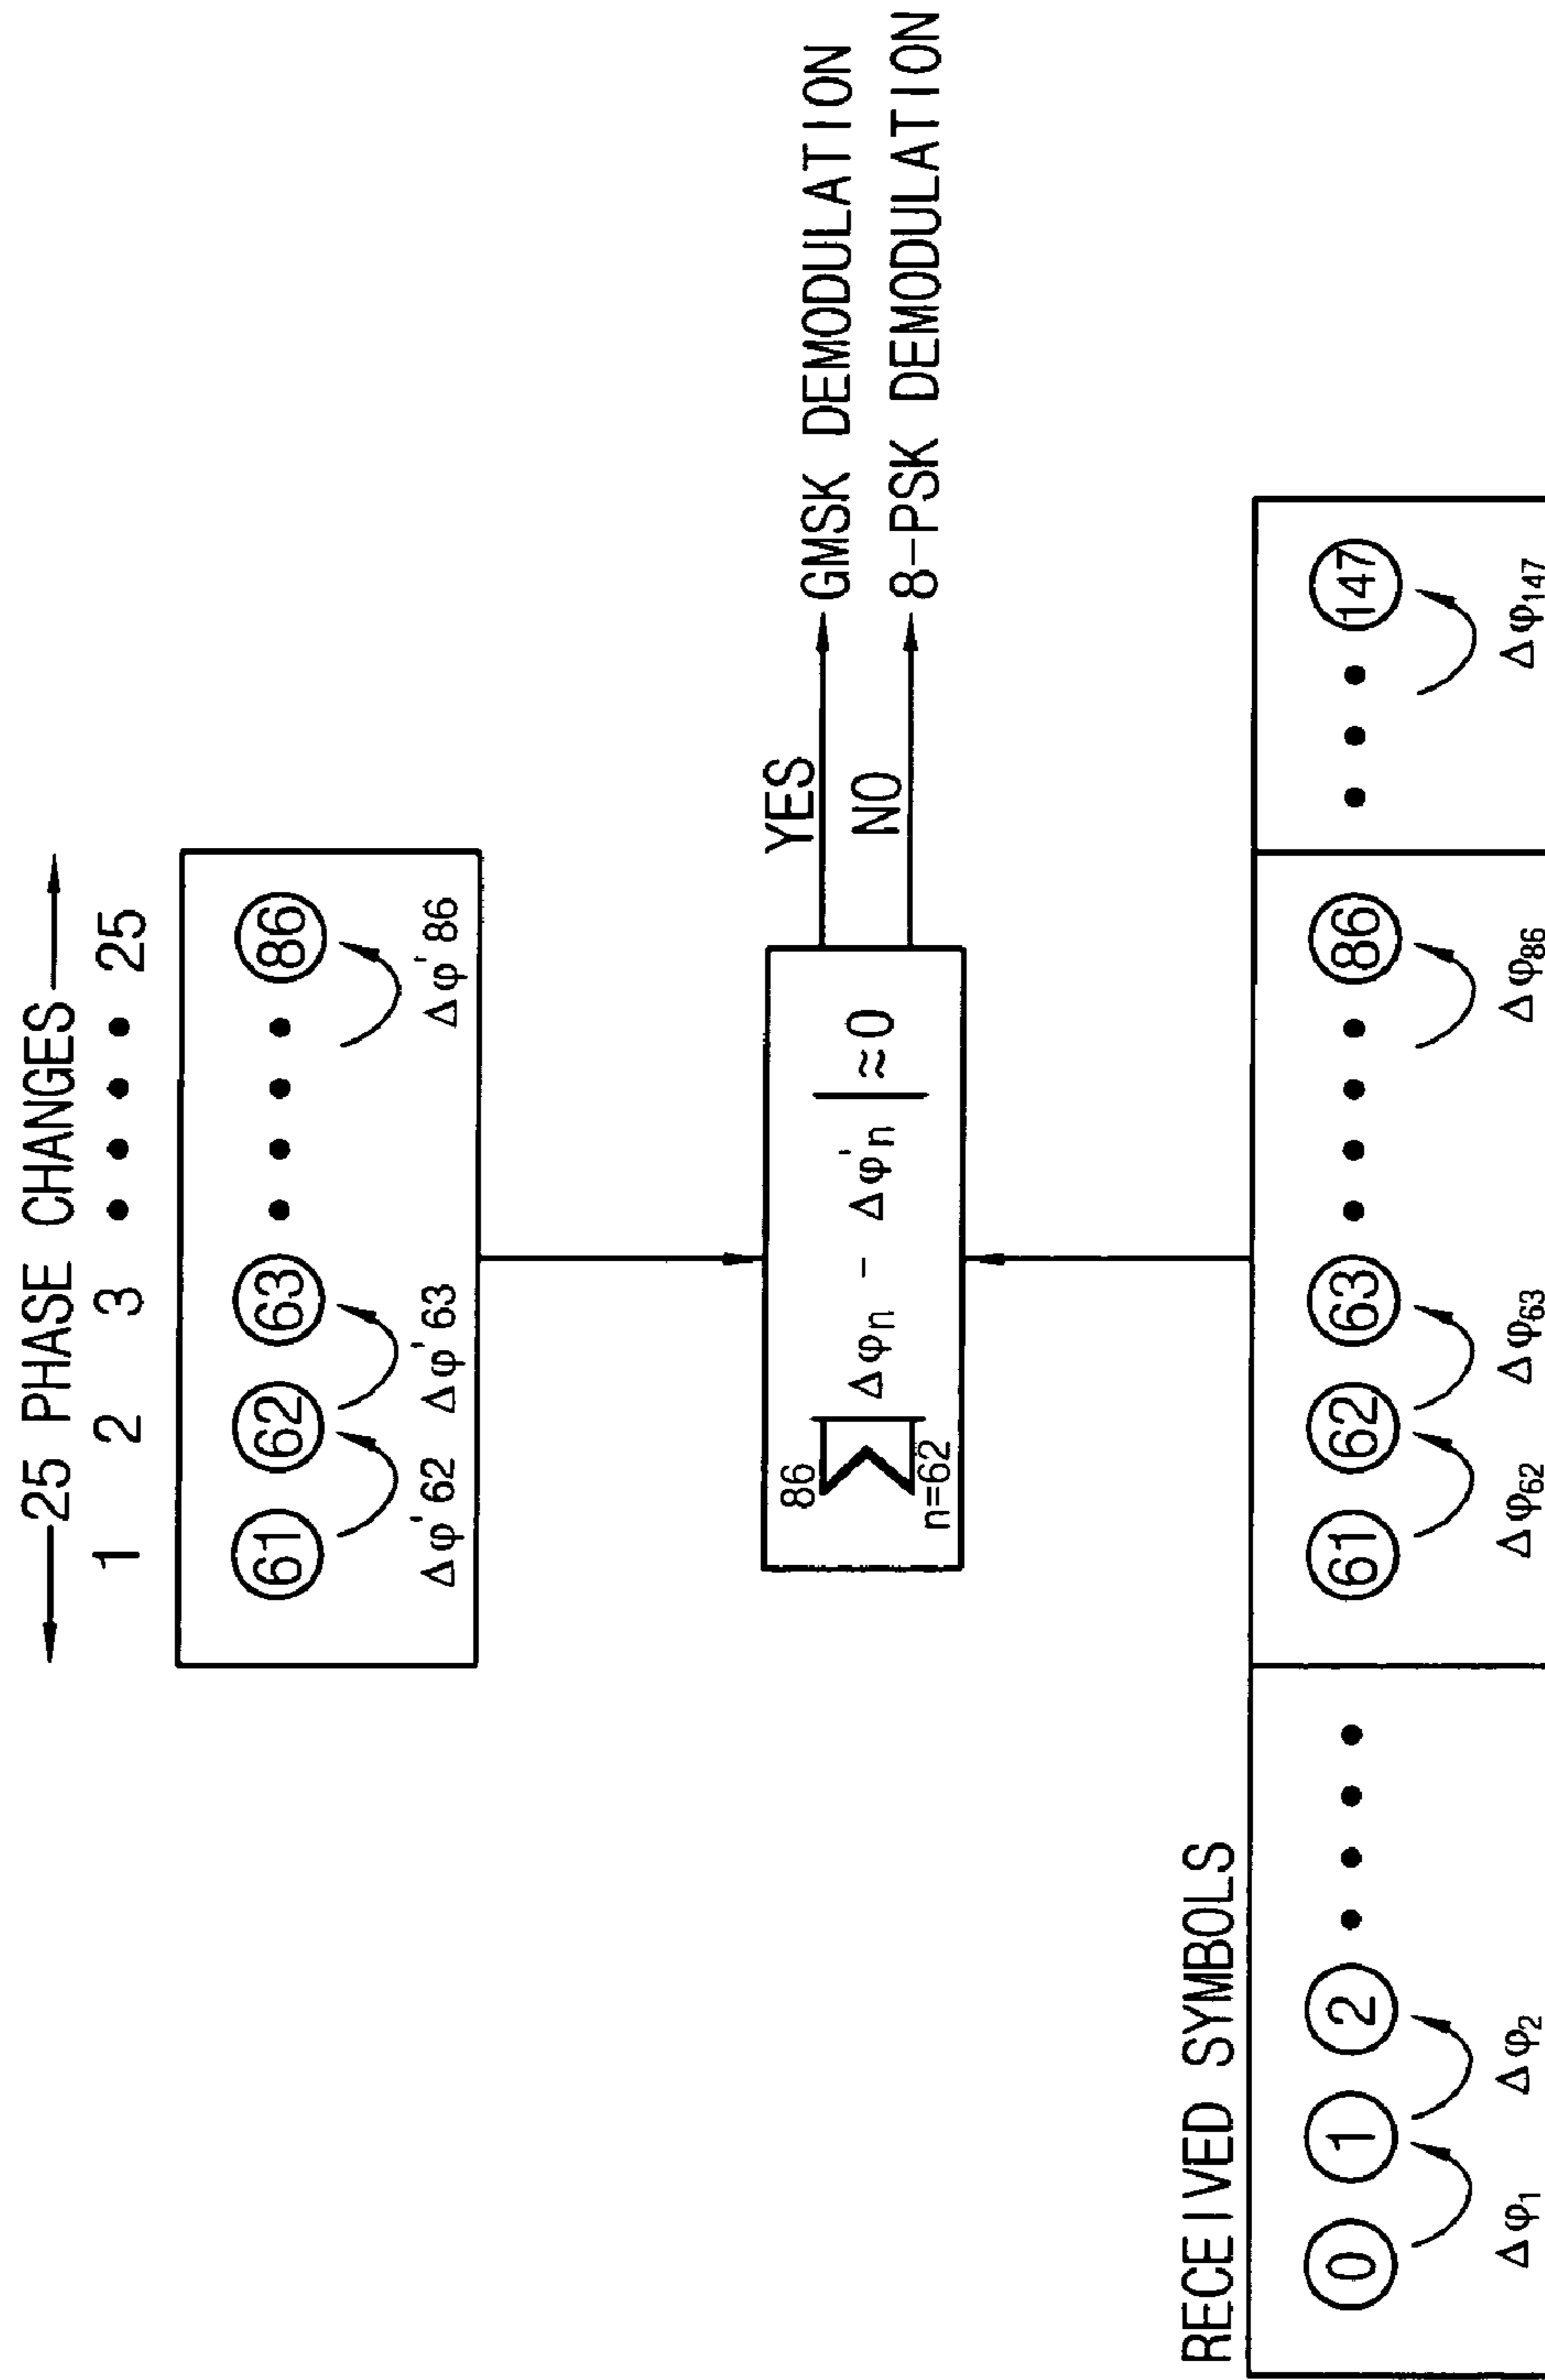 25 PHASE CHANGES
1 2 3 • • • • 25
61 62 63 • • • • 86
Δφ'62 Δφ'63 Δφ'86
86
∑ | Δφn - Δφ'n | ≈0
n=62
YES GMSK DEMODULATION
NO 8-PSK DEMODULATION
RECEIVED SYMBOLS
0 1 2 • • • • 61 62 63 • • • • 86 • • • 147
Δφ1 Δφ2 Δφ62 Δφ63 Δφ86 Δφ147